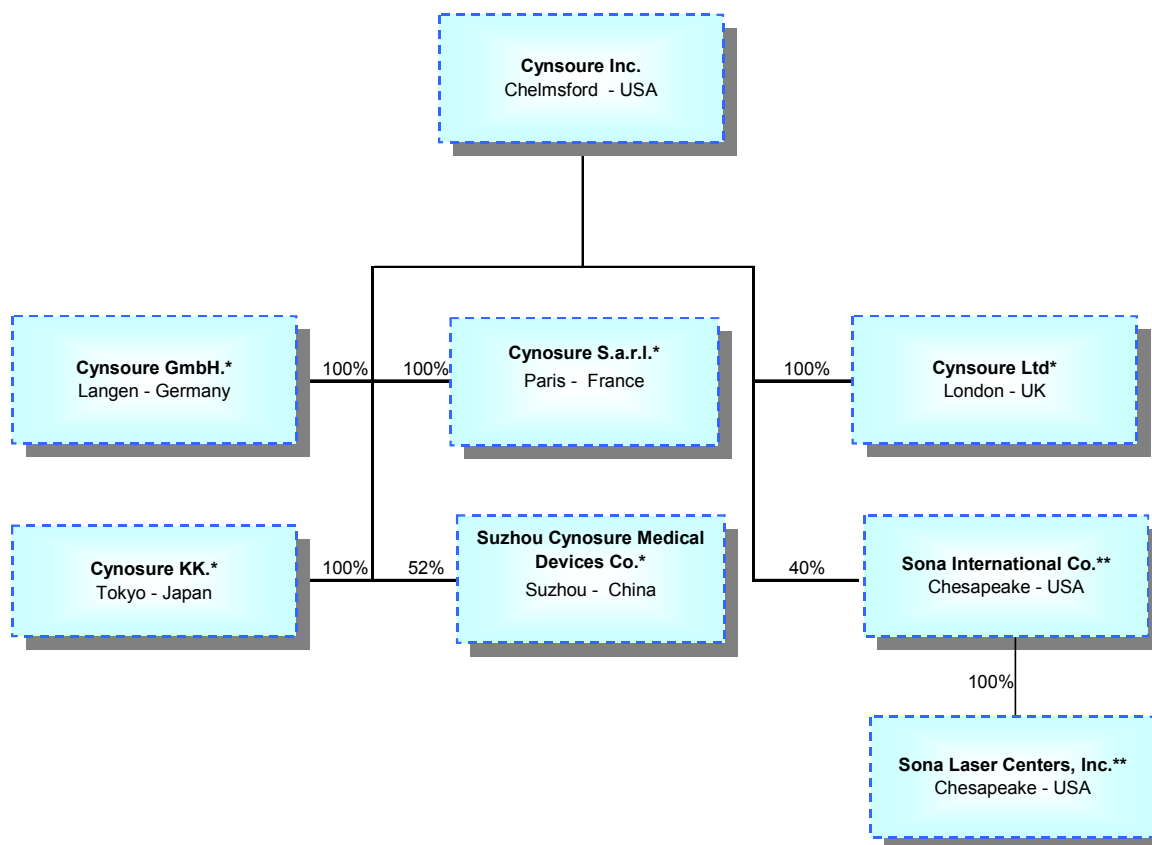 Cynsoure Inc.
Chelmsford - USA
Cynsoure GmbH.*
Langen - Germany
100%
100%
Cynosure S.a.r.l.*
Paris - France
100%
Cynsoure Ltd*
London - UK
Cynosure KK.*
Tokyo - Japan
100%
52%
Suzhou Cynosure Medical
Devices Co.*
Suzhou - China
40%
Sona International Co.**
Chesapeake - USA
100%
Sona Laser Centers, Inc.**
Chesapeake - USA